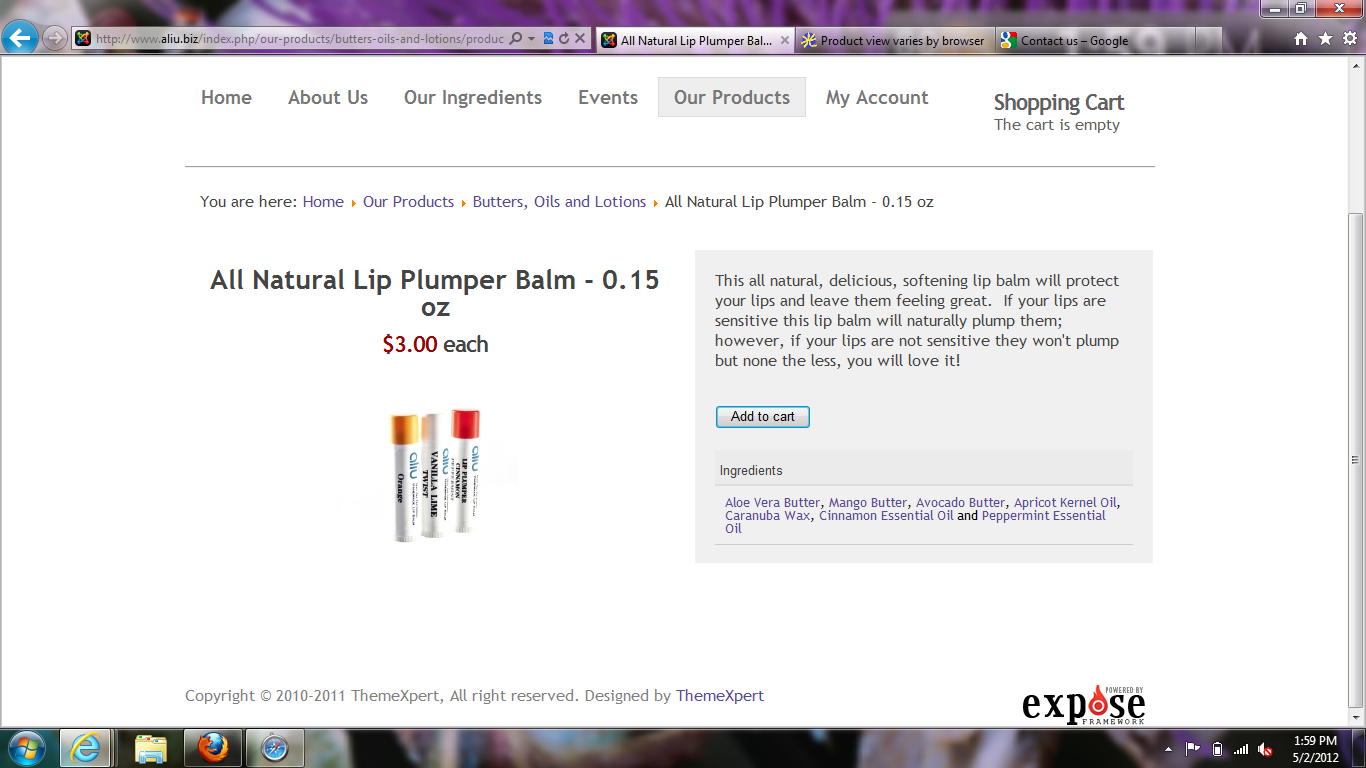 http://www.aliu.biz/index.php/our-products/butters-oils-and-lotions/produc
All Natural Lip Plumper Bal...
Product view varies by browser
Contact us – Google
Home
About Us
Our Ingredients
Events
Our Products
My Account
Shopping Cart
The cart is empty
You are here: Home Our Products Butters, Oils and Lotions All Natural Lip Plumper Balm - 0.15 oz
All Natural Lip Plumper Balm - 0.15
oz
$3.00 each
aliu
Orange
aliu
VANILLA LIME
TWIST
aliu
LIP PLUMPER
CINNAMON
PEPPERMINT
This all natural, delicious, softening lip balm will protect
your lips and leave them feeling great. If your lips are
sensitive this lip balm will naturally plump them;
however, if your lips are not sensitive they won't plump
but none the less, you will love it!
Add to cart
Ingredients
Aloe Vera Butter, Mango Butter, Avocado Butter, Apricot Kernel Oil,
Caranuba Wax, Cinnamon Essential Oil and Peppermint Essential
Oil
Copyright © 2010-2011 ThemeXpert, All right reserved. Designed by ThemeXpert
POWERED BY
expose
FRAMEWORK
1:59 PM
5/2/2012